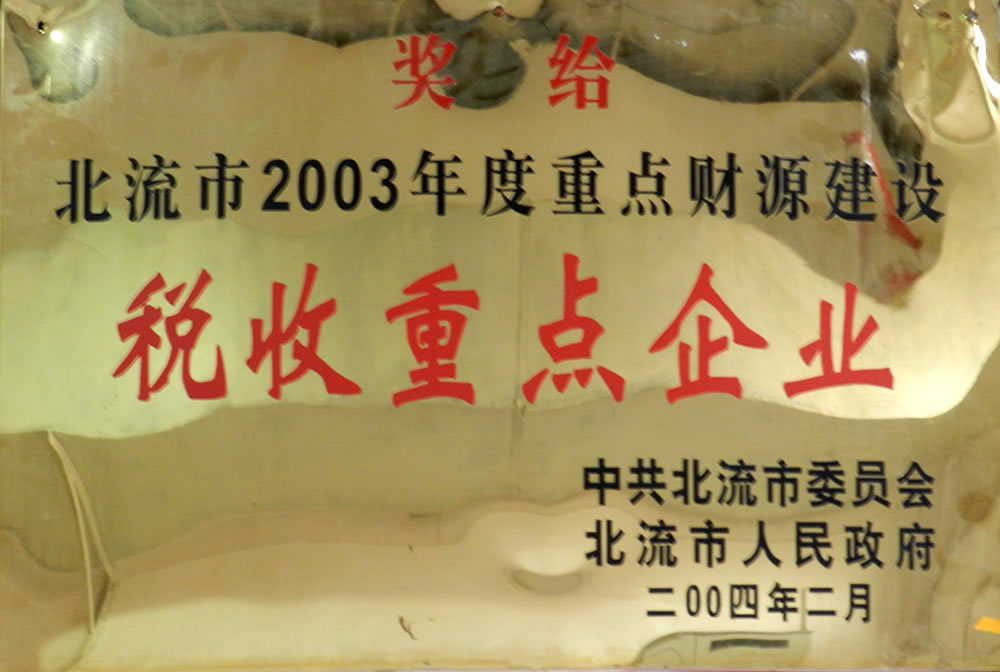 奖给
北流市2003年度重点财源建设
税收重点企业
中共北流市委员会
北流市人民政府
二00四年二月